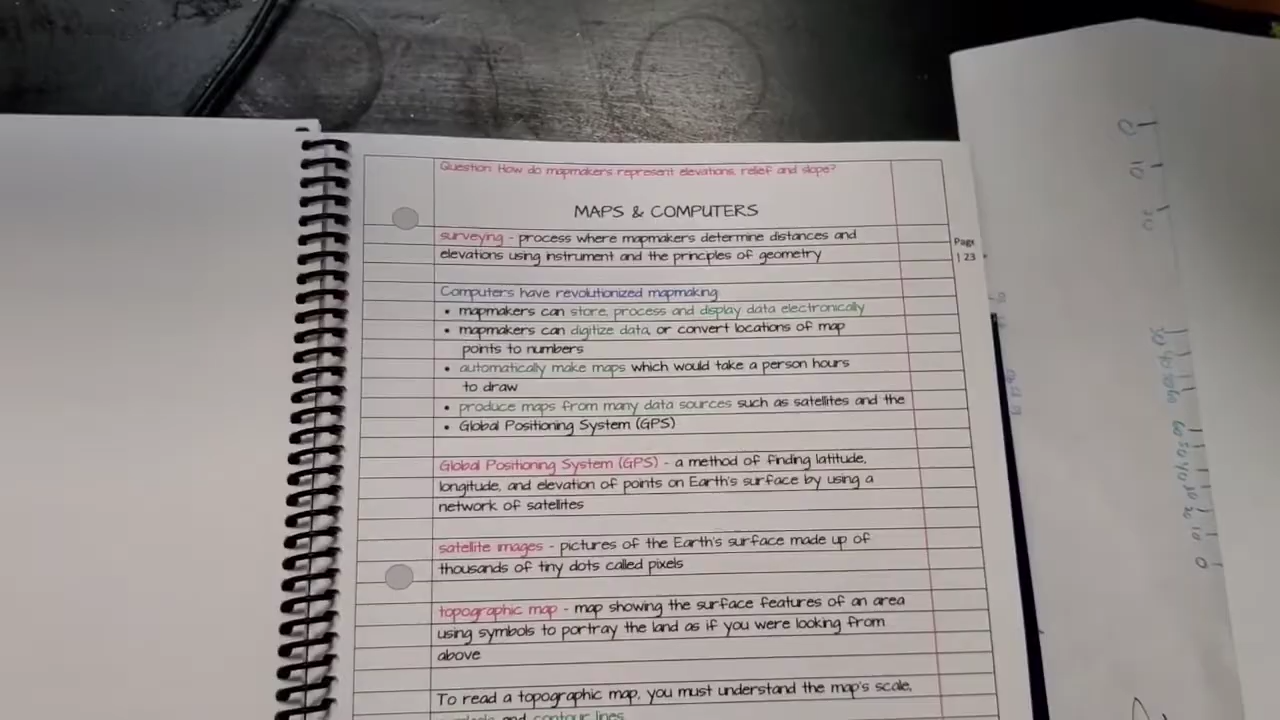 Question: How do mapmakers represent elevations, relief and slope?
MAPS & COMPUTERS
surveying - process where mapmakers determine distances and
elevations using instrument and the principles of geometry
Page
| 23
Computers have revolutionized mapmaking
• mapmakers can store, process and display data electronically
• mapmakers can digitize data, or convert locations of map
points to numbers
• automatically make maps which would take a person hours
to draw
• produce maps from many data sources such as satellites and the
• Global Positioning System (GPS)
Global Positioning System (GPS) - a method of finding latitude,
longitude, and elevation of points on Earth's surface by using a
network of satellites
satellite images - pictures of the Earth's surface made up of
thousands of tiny dots called pixels
topographic map - map showing the surface features of an area
using symbols to portray the land as if you were looking from
above
To read a topographic map, you must understand the map's scale,
and contour lines
0
10
20